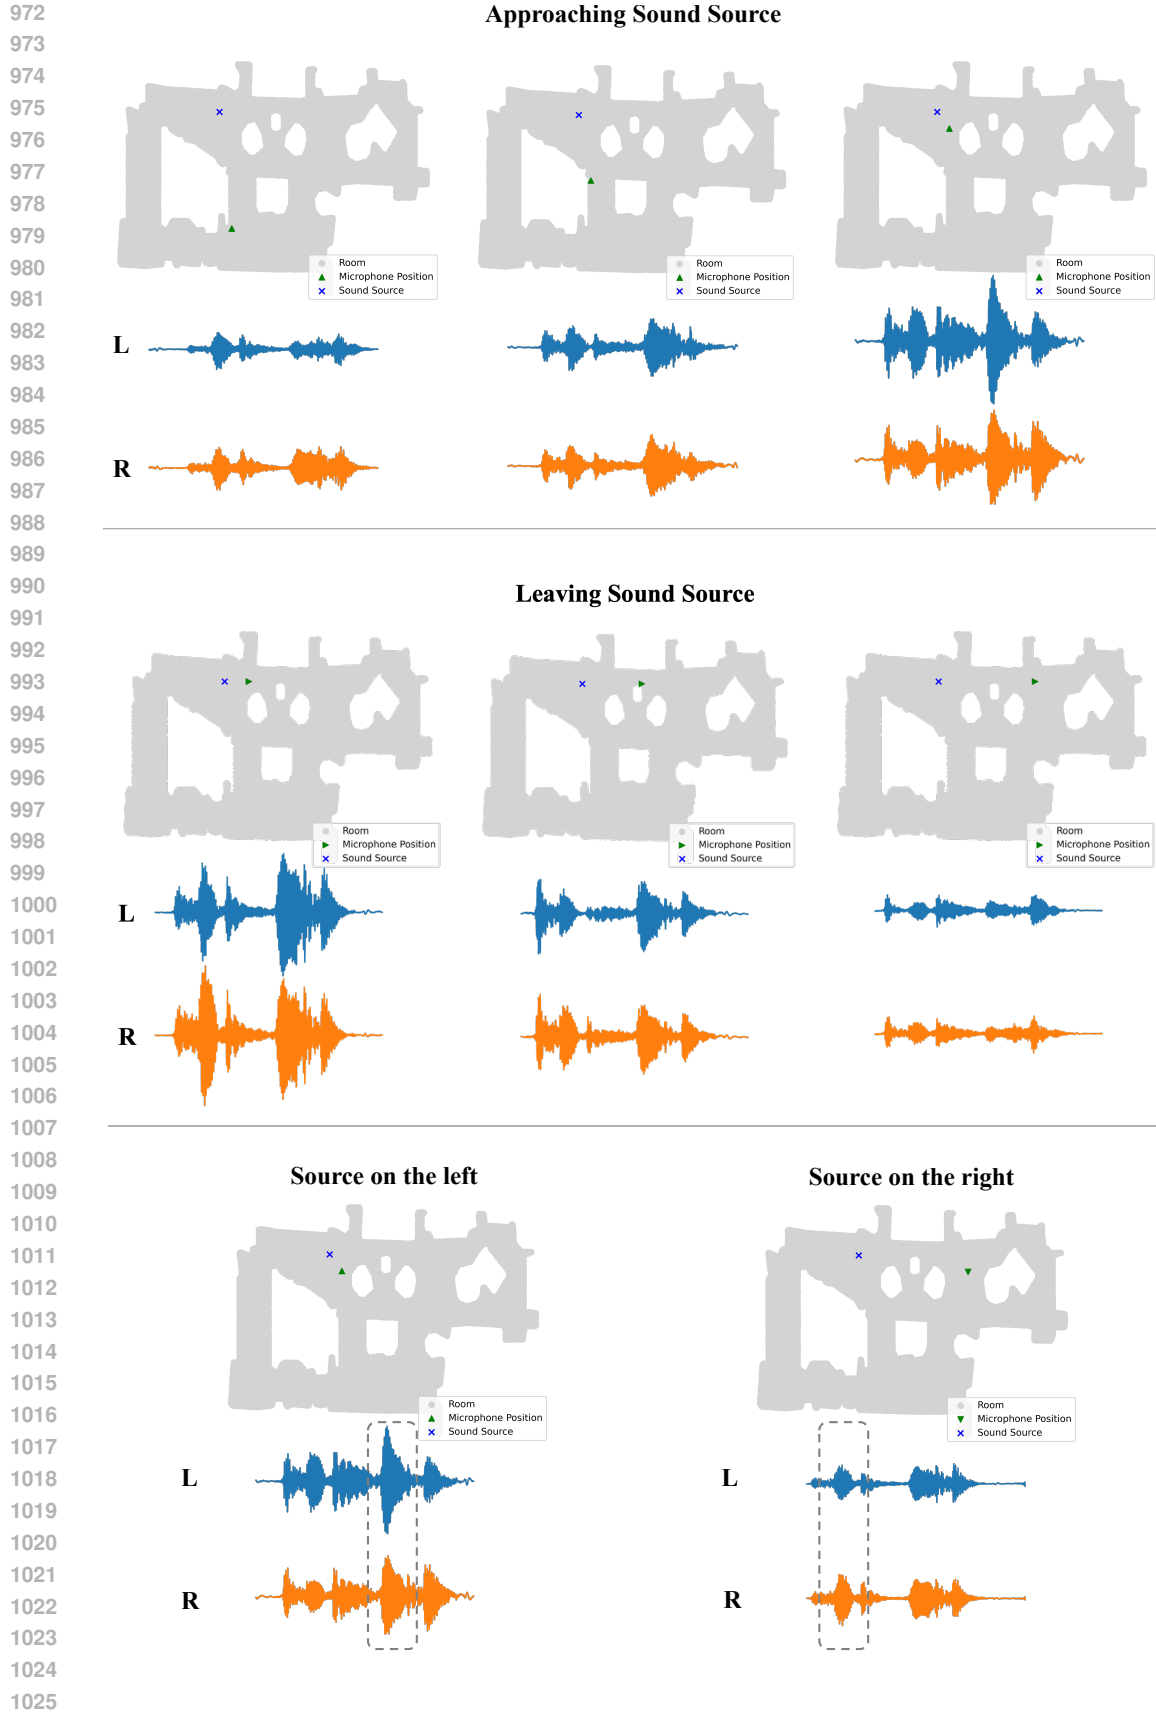 972
Approaching Sound Source
973
974
975
976
977
978
979
980
Room
Microphone Position
Sound Source
Room
Microphone Position
Sound Source
Room
Microphone Position
Sound Source
981
982
L
983
984
985
986
R
987
988
989
990
Leaving Sound Source
991
992
993
994
995
996
997
998
Room
Microphone Position
Sound Source
Room
Microphone Position
Sound Source
Room
Microphone Position
Sound Source
999
1000
L
1001
1002
1003
1004
R
1005
1006
1007
1008
Source on the left
Source on the right
1009
1010
1011
1012
1013
1014
1015
1016
Room
Microphone Position
Sound Source
Room
Microphone Position
Sound Source
1017
1018
L
L
1019
1020
1021
1022
R
R
1023
1024
1025